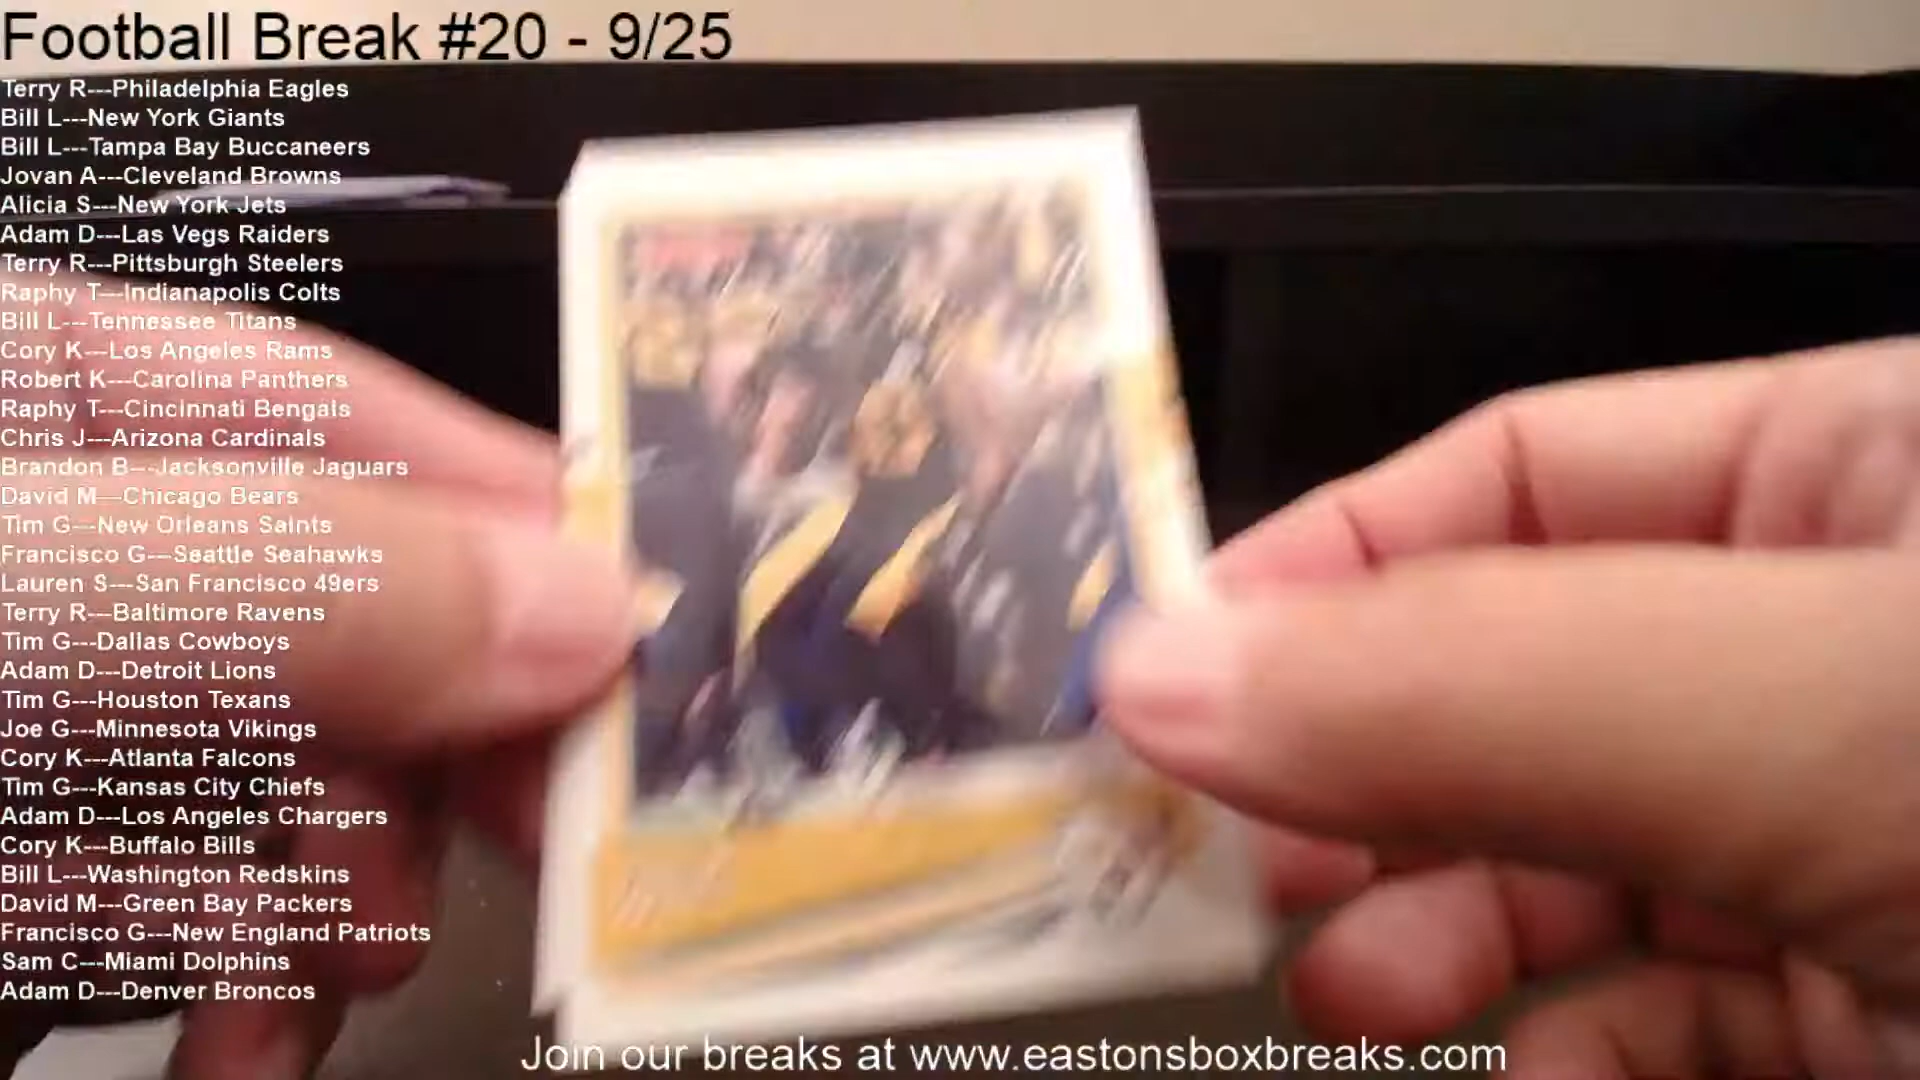 Football Break #20 - 9/25
Terry R---Philadelphia Eagles
Bill L---New York Giants
Bill L---Tampa Bay Buccaneers
Jovan A---Cleveland Browns
Alicia S---New York Jets
Adam D---Las Vegs Raiders
Terry R---Pittsburgh Steelers
Raphy T---Indianapolis Colts
Bill L---Tennessee Titans
Cory K---Los Angeles Rams
Robert K---Carolina Panthers
Raphy T---Cincinnati Bengals
Chris J---Arizona Cardinals
Brandon B---Jacksonville Jaguars
David M---Chicago Bears
Tim G---New Orleans Saints
Francisco G---Seattle Seahawks
Lauren S---San Francisco 49ers
Terry R---Baltimore Ravens
Tim G---Dallas Cowboys
Adam D---Detroit Lions
Tim G---Houston Texans
Joe G---Minnesota Vikings
Cory K---Atlanta Falcons
Tim G---Kansas City Chiefs
Adam D---Los Angeles Chargers
Cory K---Buffalo Bills
Bill L---Washington Redskins
David M---Green Bay Packers
Francisco G---New England Patriots
Sam C---Miami Dolphins
Adam D---Denver Broncos
Join our breaks at www.eastonsboxbreaks.com